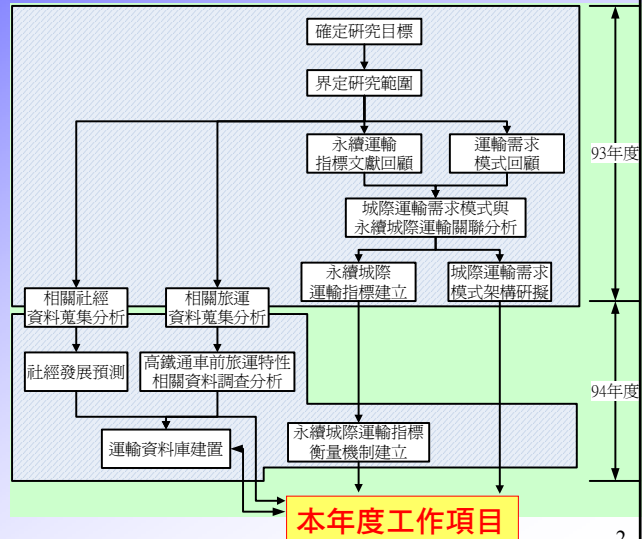 確定研究目標
界定研究範圍
永續運輸
指標文獻回顧
運輸需求
模式回顧
93年度
城際運輸需求模式與
永續城際運輸關聯分析
相關社經
資料蒐集分析
相關旅運
資料蒐集分析
永續城際
運輸指標建立
城際運輸需求
模式架構研擬
社經發展預測
高鐵通車前旅運特性
相關資料調查分析
94年度
運輸資料庫建置
永續城際運輸指標
衡量機制建立
本年度工作項目
2